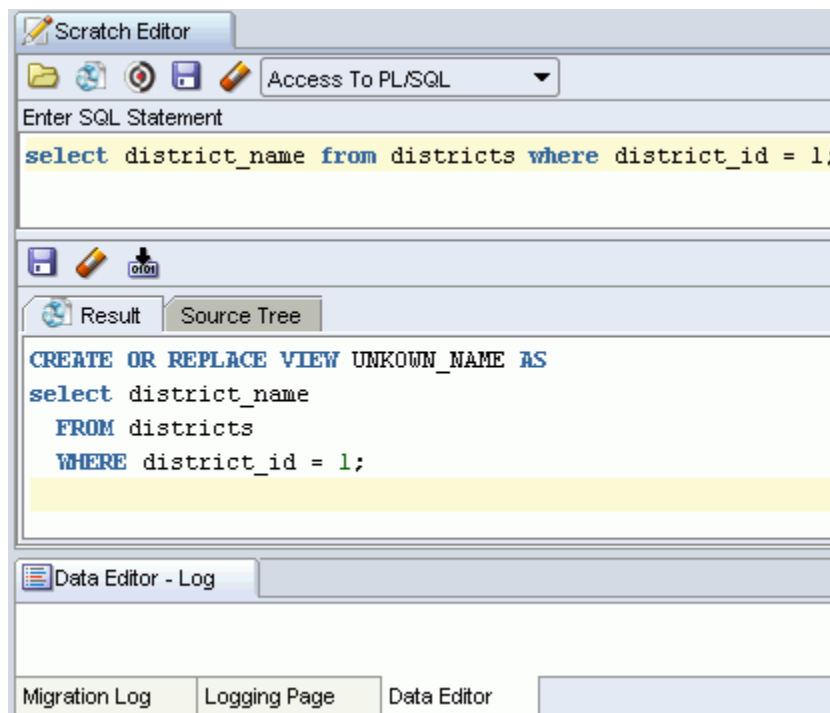 Scratch Editor
Access To PL/SQL
Enter SQL Statement
select district_name from districts where district_id = 1;
Result Source Tree
CREATE OR REPLACE VIEW UNKOWN_NAME AS
select district_name
FROM districts
WHERE district_id = 1;
Data Editor - Log
Migration Log Logging Page Data Editor